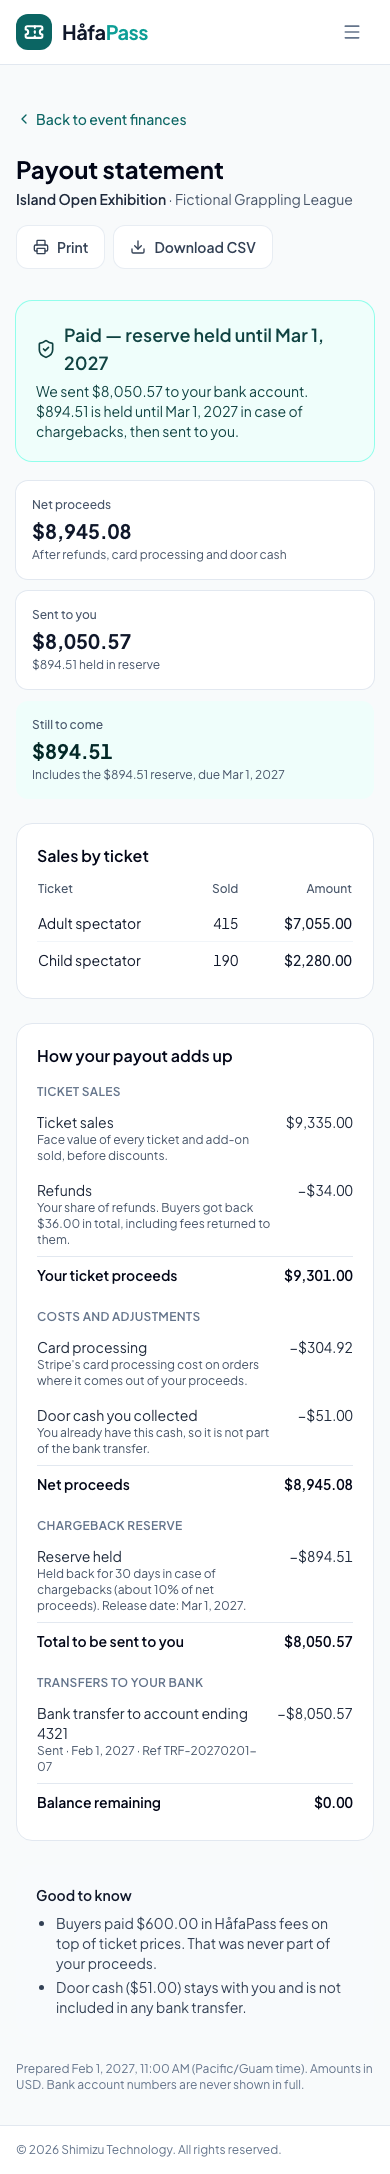 HåfaPass
Back to event finances
Payout statement
Island Open Exhibition · Fictional Grappling League
Print
Download CSV
Paid — reserve held until Mar 1,
2027
We sent $8,050.57 to your bank account.
$894.51 is held until Mar 1, 2027 in case of
chargebacks, then sent to you.
Net proceeds
$8,945.08
After refunds, card processing and door cash
Sent to you
$8,050.57
$894.51 held in reserve
Still to come
$894.51
Includes the $894.51 reserve, due Mar 1, 2027
Sales by ticket
Ticket Sold Amount
Adult spectator 415 $7,055.00
Child spectator 190 $2,280.00
How your payout adds up
TICKET SALES
Ticket sales $9,335.00
Face value of every ticket and add-on
sold, before discounts.
Refunds −$34.00
Your share of refunds. Buyers got back
$36.00 in total, including fees returned to
them.
Your ticket proceeds $9,301.00
COSTS AND ADJUSTMENTS
Card processing −$304.92
Stripe's card processing cost on orders
where it comes out of your proceeds.
Door cash you collected −$51.00
You already have this cash, so it is not part
of the bank transfer.
Net proceeds $8,945.08
CHARGEBACK RESERVE
Reserve held −$894.51
Held back for 30 days in case of
chargebacks (about 10% of net
proceeds). Release date: Mar 1, 2027.
Total to be sent to you $8,050.57
TRANSFERS TO YOUR BANK
Bank transfer to account ending −$8,050.57
4321
Sent · Feb 1, 2027 · Ref TRF-20270201-
07
Balance remaining $0.00
Good to know
• Buyers paid $600.00 in HåfaPass fees on
top of ticket prices. That was never part of
your proceeds.
• Door cash ($51.00) stays with you and is not
included in any bank transfer.
Prepared Feb 1, 2027, 11:00 AM (Pacific/Guam time). Amounts in
USD. Bank account numbers are never shown in full.
© 2026 Shimizu Technology. All rights reserved.